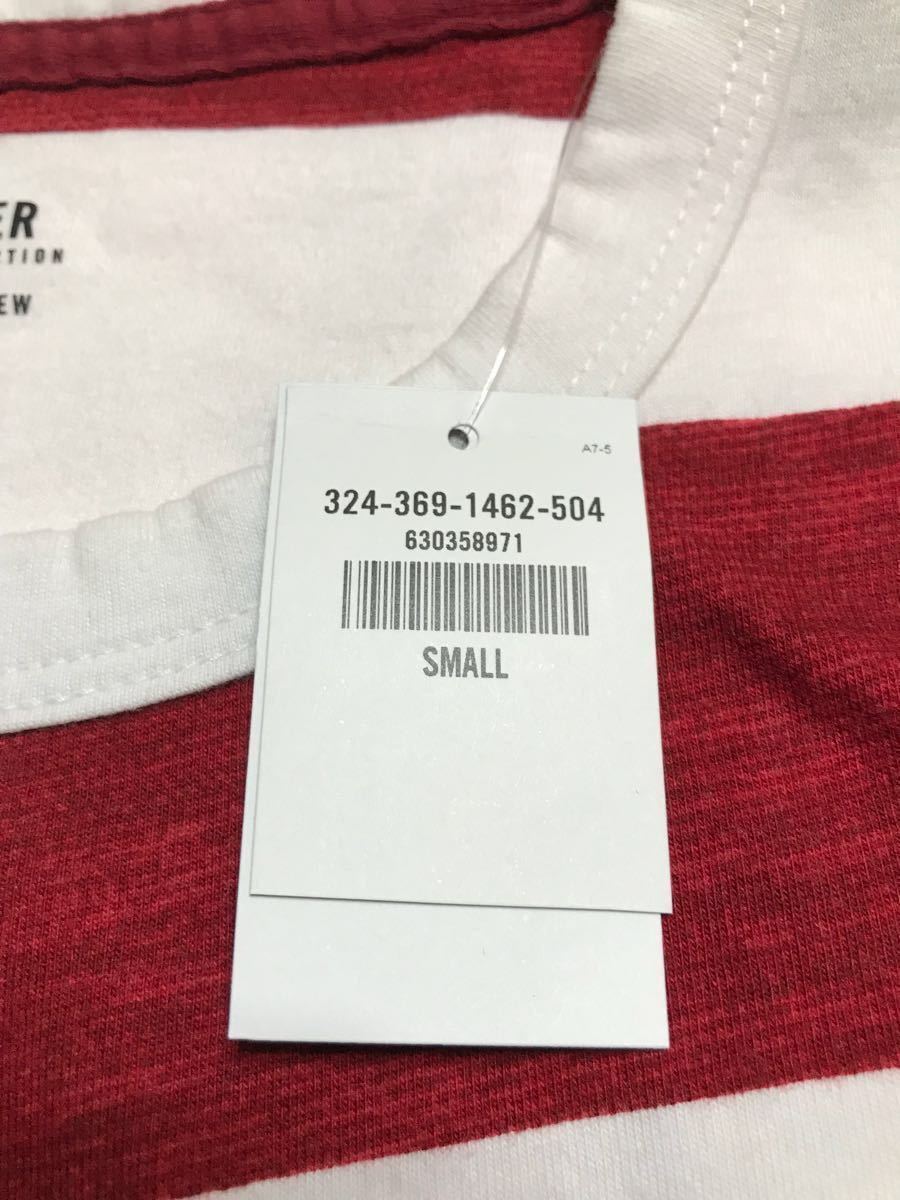 ER
CTION
EW
A7-5
324-369-1462-504
630358971
SMALL